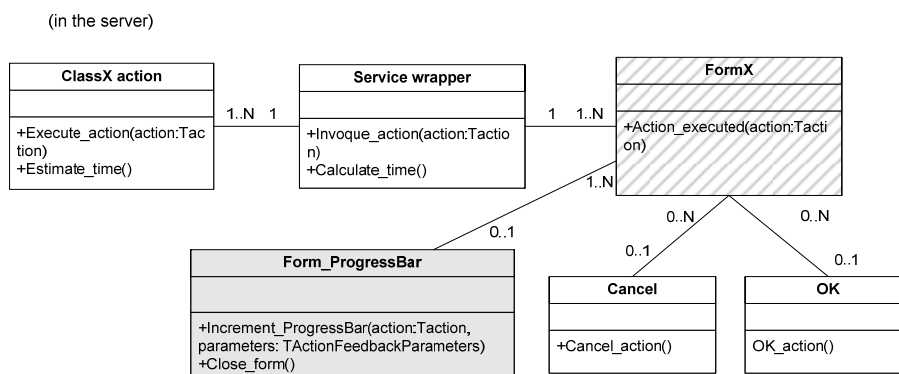 (in the server)
ClassX action
+Execute_action(action:Tac
tion)
+Estimate_time()
1..N 1
Service wrapper
+Invoque_action(action:Tactio
n)
+Calculate_time()
1 1..N
FormX
+Action_executed(action:Tacti
on)
1..N
0..1
0..N
0..1
0..N
0..1
Form_ProgressBar
+Increment_ProgressBar(action:Taction,
parameters: TActionFeedbackParameters)
+Close_form()
Cancel
+Cancel_action()
OK
OK_action()